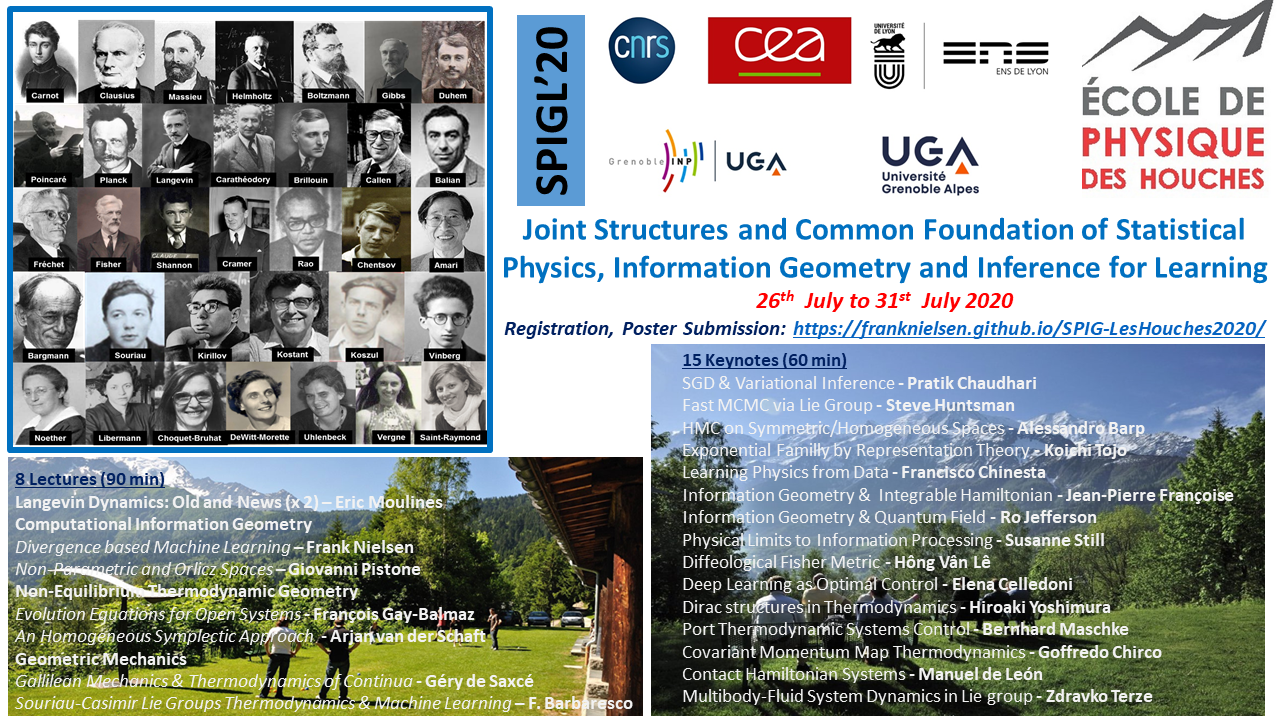 Carnot
Clausius
Massieu
Helmholtz
Boltzmann
Gibbs
Duhem
Poincaré
Planck
Langevin
Carathéodory
Brillouin
Callen
Balian
Fréchet
Fisher
CLAUDE S
Shannon
Cramer
Rao
Chentsov
Amari
Bargmann
Souriau
Kirillov
Kostant
Koszul
Vinberg
Noether
Libermann
Choquet-Bruhat
DeWitt-Morette
Uhlenbeck
Vergne
Saint-Raymond
SPIGL'20
cnrs
cea
UNIVERSITÉ
DE LYON
ENS
ENS DE LYON
Grenoble INP
UGA
UGA
Université
Grenoble Alpes
ÉCOLE DE
PHYSIQUE
DES HOUCHES
Joint Structures and Common Foundation of Statistical
Physics, Information Geometry and Inference for Learning
26th July to 31st July 2020
Registration, Poster Submission: https://franknielsen.github.io/SPIG-LesHouches2020/
8 Lectures (90 min)
Langevin Dynamics: Old and News (x 2) – Eric Moulines
Computational Information Geometry
Divergence based Machine Learning – Frank Nielsen
Non-Parametric and Orlicz Spaces – Giovanni Pistone
Non-Equilibrium Thermodynamic Geometry
Evolution Equations for Open Systems - François Gay-Balmaz
An Homogeneous Symplectic Approach - Arjan van der Schaft
Geometric Mechanics
Gallilean Mechanics & Thermodynamics of Continua - Géry de Saxcé
Souriau-Casimir Lie Groups Thermodynamics & Machine Learning – F. Barbaresco
15 Keynotes (60 min)
SGD & Variational Inference - Pratik Chaudhari
Fast MCMC via Lie Group - Steve Huntsman
HMC on Symmetric/Homogeneous Spaces - Alessandro Barp
Exponential Familly by Representation Theory - Koichi Tojo
Learning Physics from Data - Francisco Chinesta
Information Geometry & Integrable Hamiltonian - Jean-Pierre Françoise
Information Geometry & Quantum Field - Ro Jefferson
Physical Limits to Information Processing - Susanne Still
Diffeological Fisher Metric - Hông Vân Lê
Deep Learning as Optimal Control - Elena Celledoni
Dirac structures in Thermodynamics - Hiroaki Yoshimura
Port Thermodynamic Systems Control - Bernhard Maschke
Covariant Momentum Map Thermodynamics - Goffredo Chirco
Contact Hamiltonian Systems - Manuel de León
Multibody-Fluid System Dynamics in Lie group - Zdravko Terze